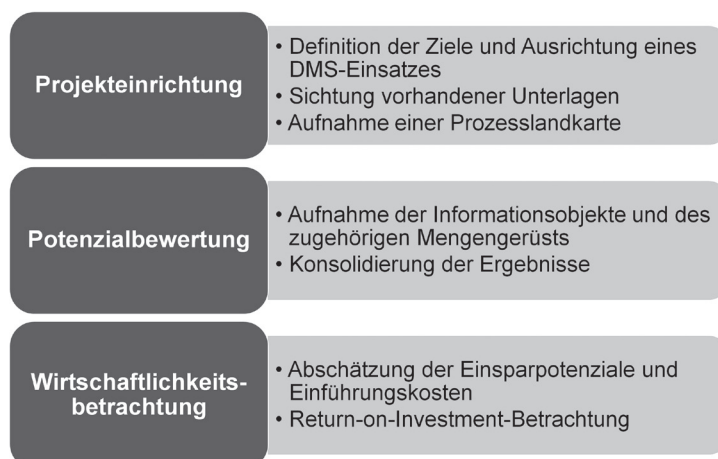 Projekteinrichtung
• Definition der Ziele und Ausrichtung eines
DMS-Einsatzes
• Sichtung vorhandener Unterlagen
• Aufnahme einer Prozesslandkarte
Potenzialbewertung
• Aufnahme der Informationsobjekte und des
zugehörigen Mengengerüsts
• Konsolidierung der Ergebnisse
Wirtschaftlichkeits-
betrachtung
• Abschätzung der Einsparpotenziale und
Einführungskosten
• Return-on-Investment-Betrachtung